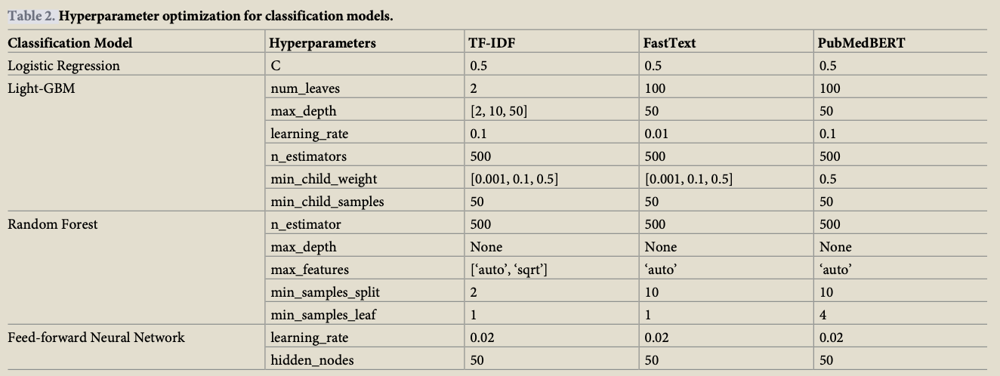 Table 2. Hyperparameter optimization for classification models.
Classification Model Hyperparameters TF-IDF FastText PubMedBERT
Logistic Regression C 0.5 0.5 0.5
Light-GBM num_leaves 2 100 100
max_depth [2, 10, 50] 50 50
learning_rate 0.1 0.01 0.1
n_estimators 500 500 500
min_child_weight [0.001, 0.1, 0.5] [0.001, 0.1, 0.5] 0.5
min_child_samples 50 50 50
Random Forest n_estimator 500 500 500
max_depth None None None
max_features [‘auto’, ‘sqrt’] ‘auto’ ‘auto’
min_samples_split 2 10 10
min_samples_leaf 1 1 4
Feed-forward Neural Network learning_rate 0.02 0.02 0.02
hidden_nodes 50 50 50